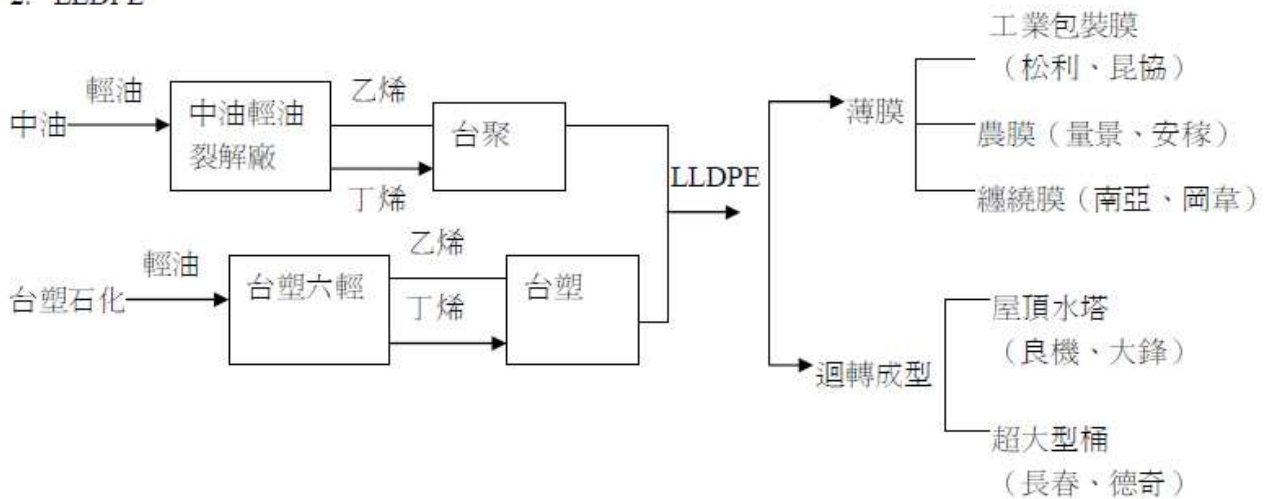 2. LLDPE
中油
輕油
中油輕油
裂解廠
乙烯
丁烯
台聚
台塑石化
輕油
台塑六輕
乙烯
丁烯
台塑
LLDPE
薄膜
工業包裝膜
（松利、昆協）
農膜（量景、安稼）
纏繞膜（南亞、岡韋）
迴轉成型
屋頂水塔
（良機、大鋒）
超大型桶
（長春、德奇）